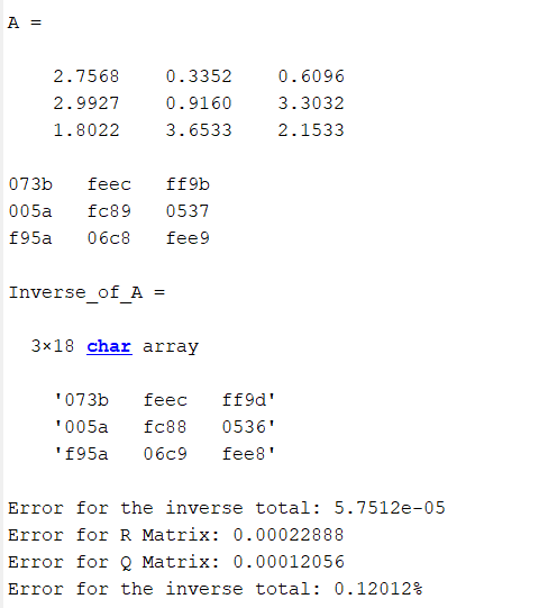 A =
2.7568 0.3352 0.6096
2.9927 0.9160 3.3032
1.8022 3.6533 2.1533
073b feec ff9b
005a fc89 0537
f95a 06c8 fee9
Inverse_of_A =
3×18 char array
'073b feec ff9d'
'005a fc88 0536'
'f95a 06c9 fee8'
Error for the inverse total: 5.7512e-05
Error for R Matrix: 0.00022888
Error for Q Matrix: 0.00012056
Error for the inverse total: 0.12012%